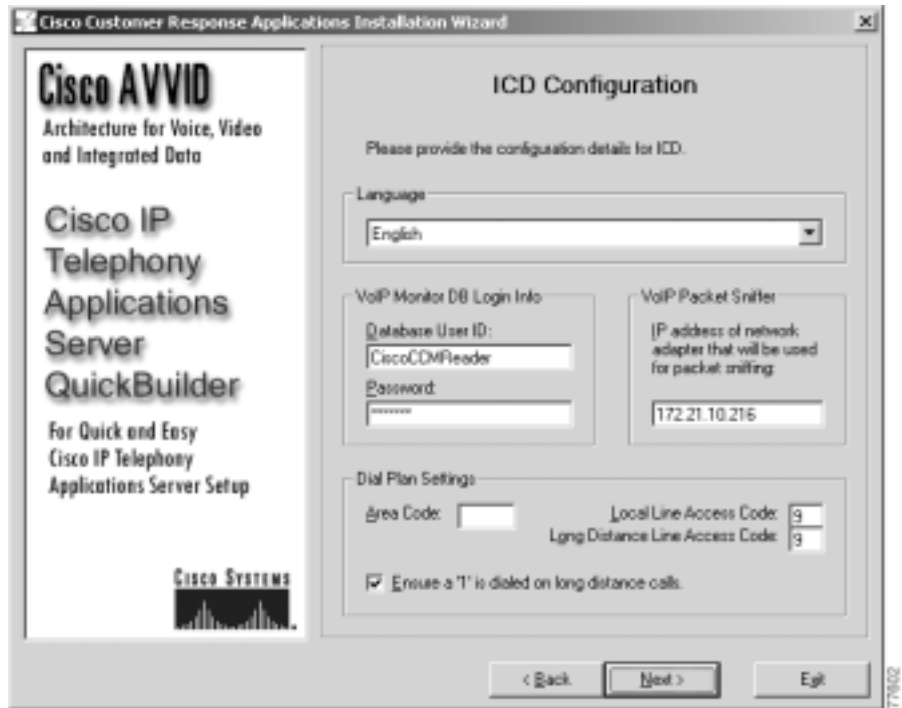 Cisco Customer Response Applications Installation Wizard
Cisco AVVID
Architecture for Voice, Video
and Integrated Data
Cisco IP
Telephony
Applications
Server
QuickBuilder
For Quick and Easy
Cisco IP Telephony
Applications Server Setup
CISCO SYSTEMS
ICD Configuration
Please provide the configuration details for ICD.
Language
English
VoIP Monitor DB Login Info
Database User ID:
CiscoCCMReader
Password:
*******
VoIP Packet Sniffer
IP address of network
adapter that will be used
for packet sniffing:
172.21.10.216
Dial Plan Settings
Area Code:
Local Line Access Code: 9
Long Distance Line Access Code: 9
Ensure a '1' is dialed on long distance calls.
< Back
Next >
Exit
77602